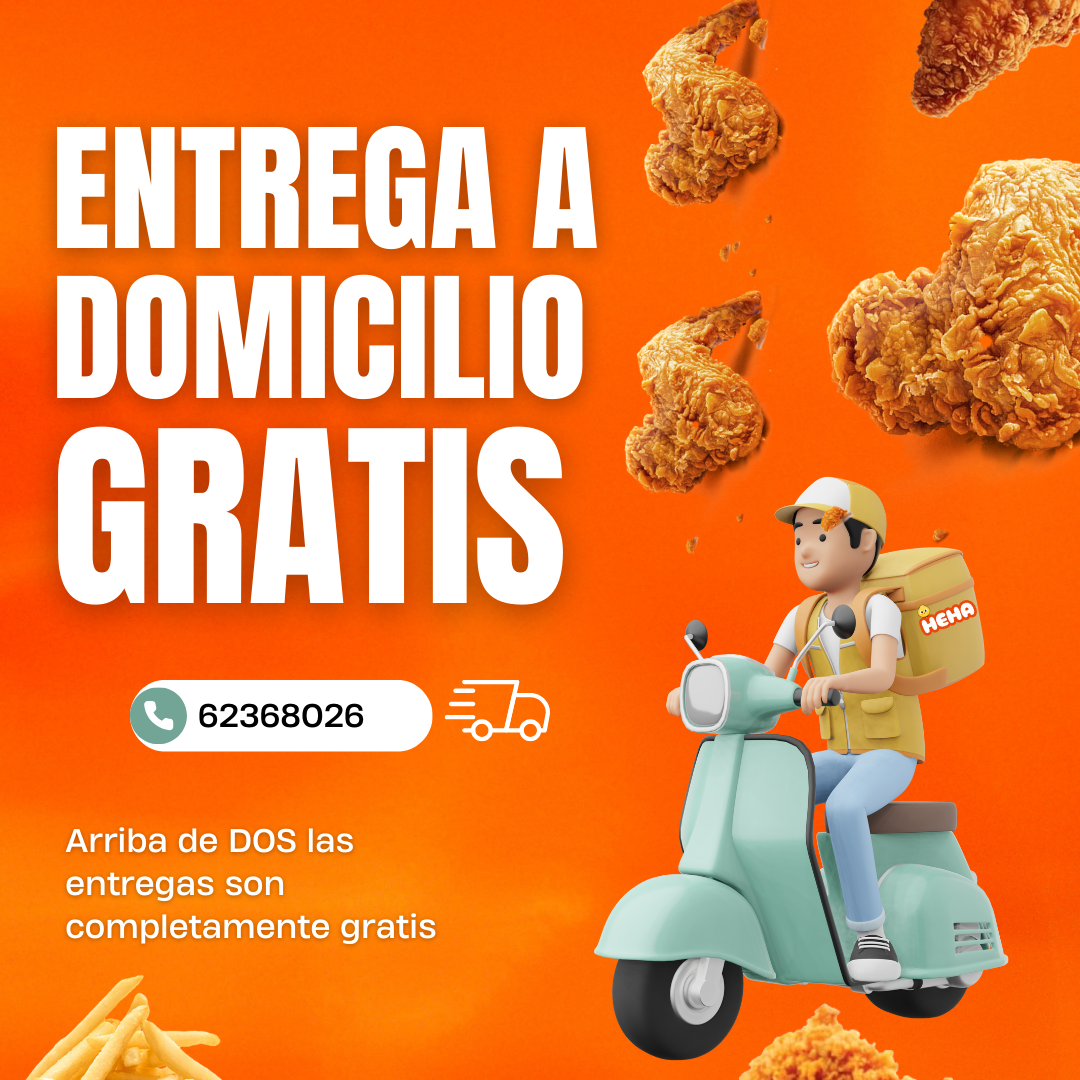 ENTREGA A
DOMICILIO
GRATIS
HEHA
62368026
Arriba de DOS las
entregas son
completamente gratis